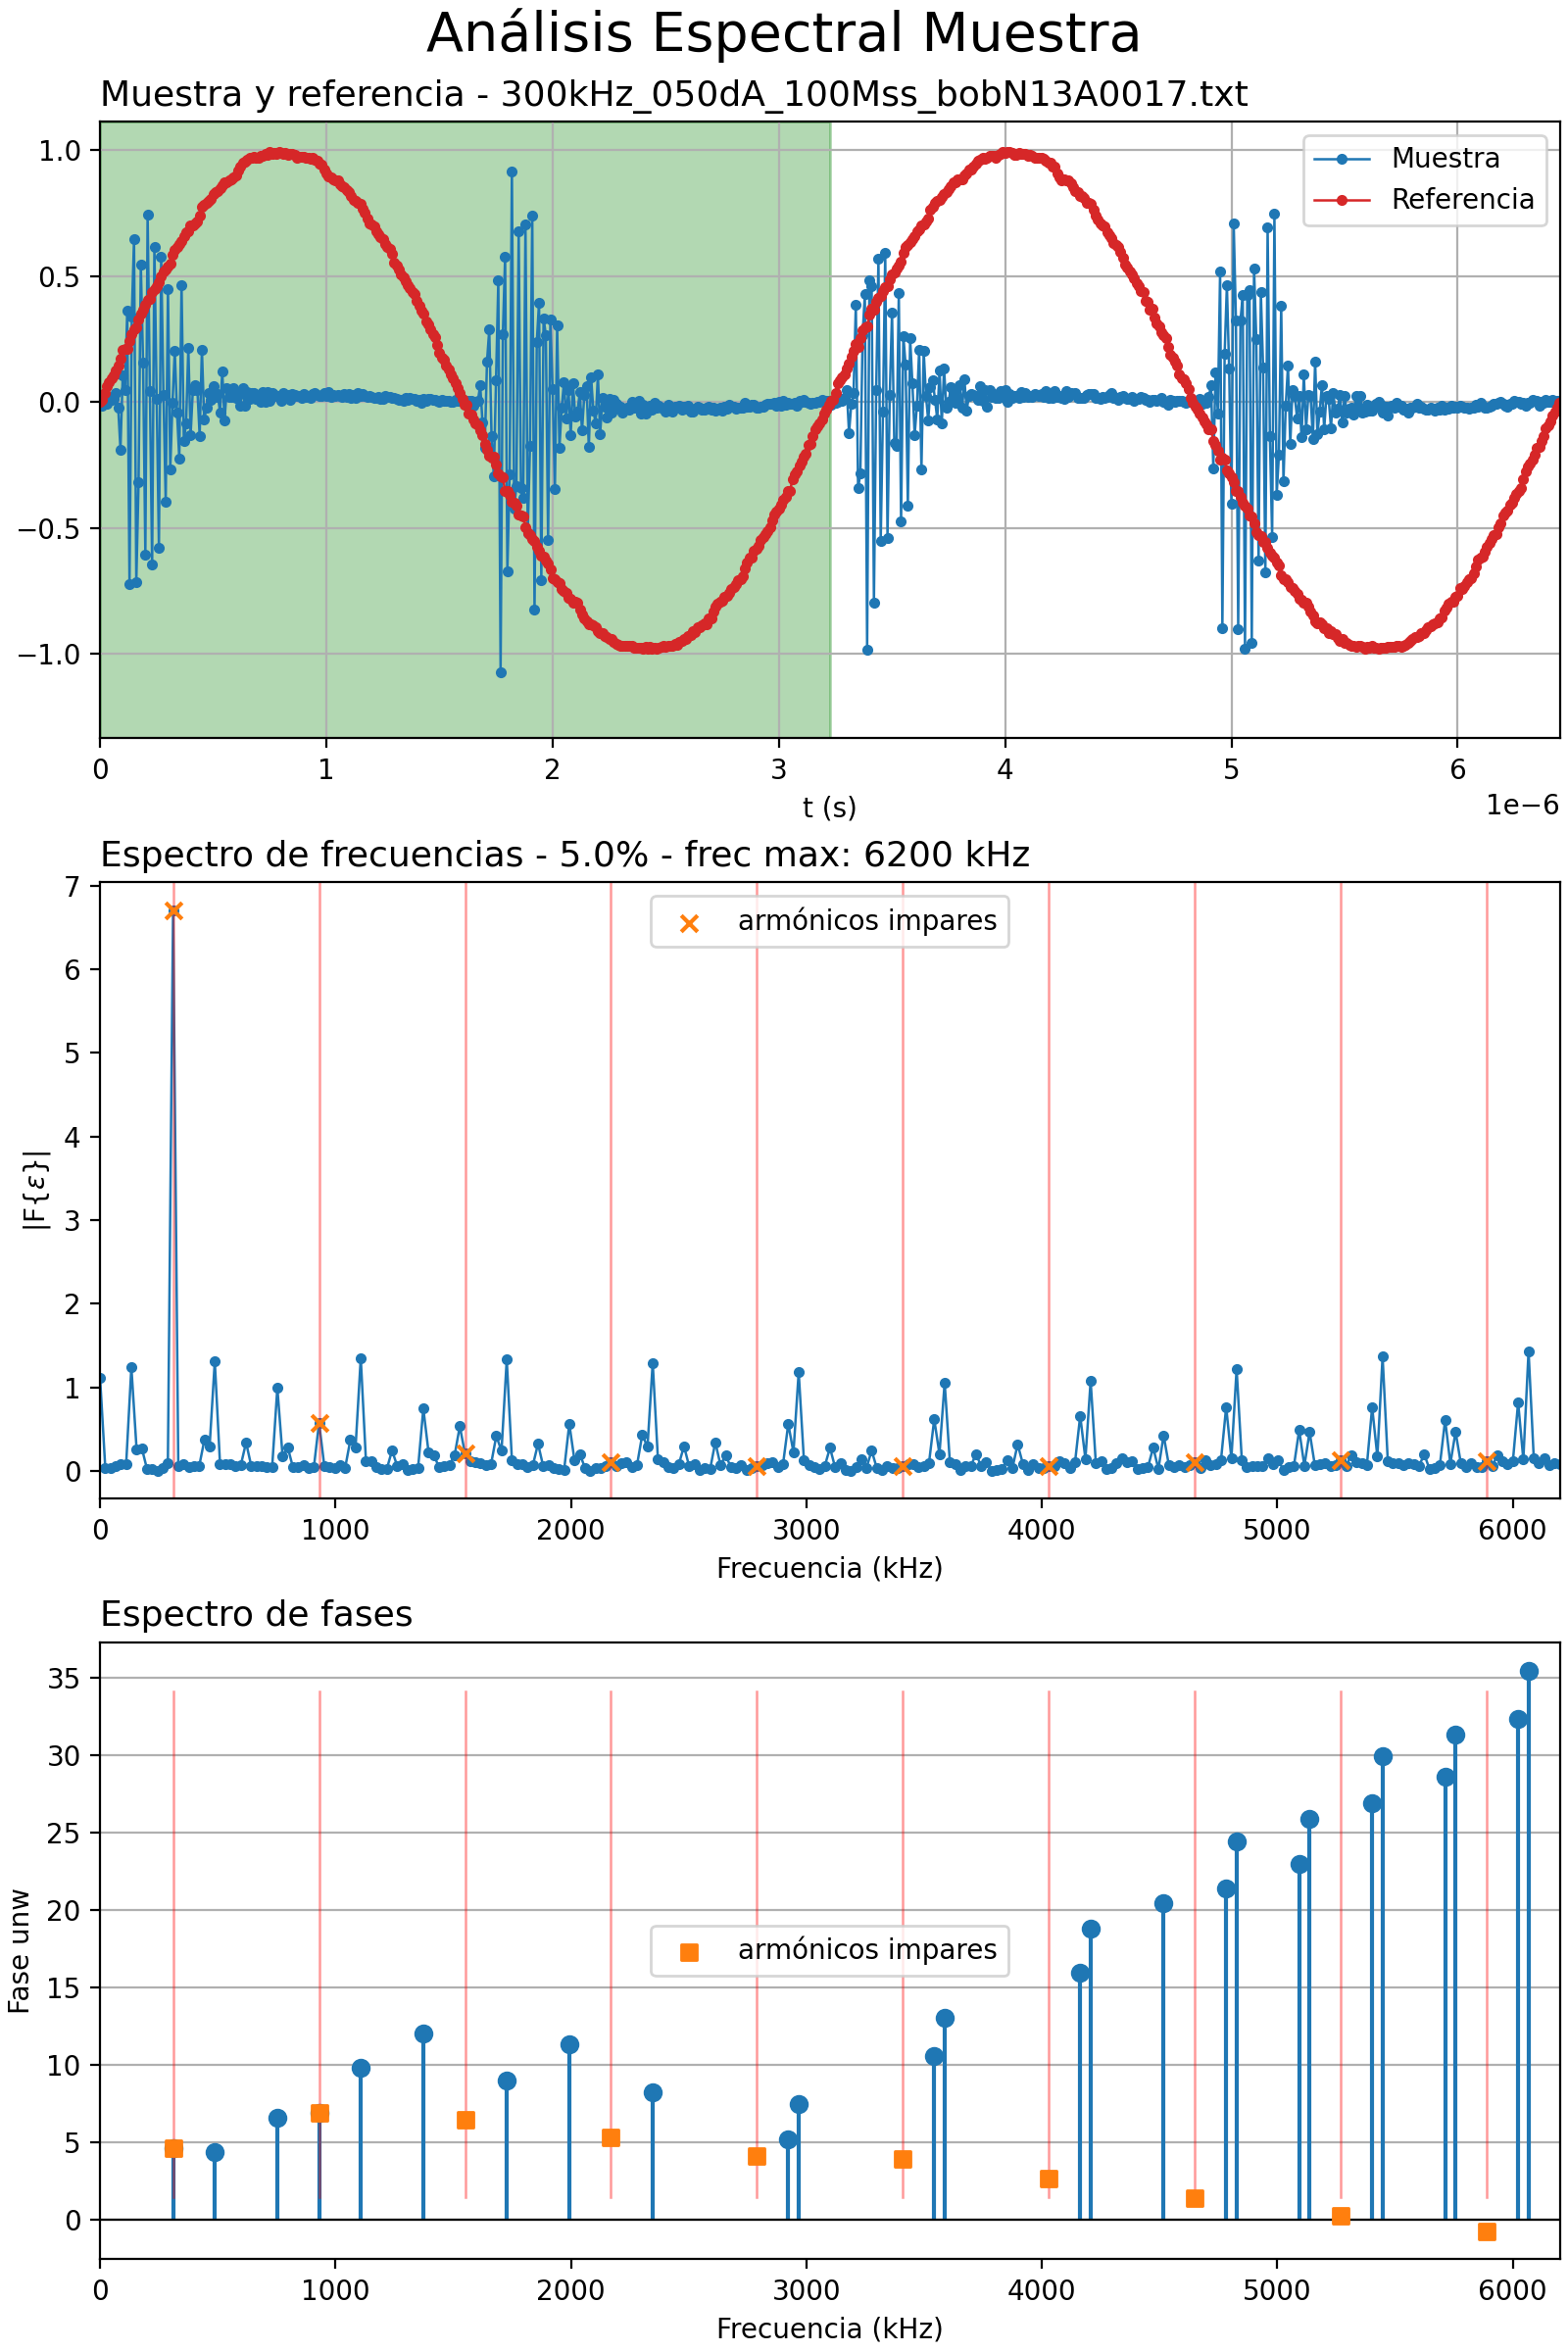 Análisis Espectral Muestra
Muestra y referencia - 300kHz_050dA_100Mss_bobN13A0017.txt
1.0
0.5
0.0
−0.5
−1.0
Muestra
Referencia
0 1 2 3 4 5 6
t (s)
1e−6
Espectro de frecuencias - 5.0% - frec max: 6200 kHz
7
6
5
4
3
2
1
0
|F{ε}|
armónicos impares
0 1000 2000 3000 4000 5000 6000
Frecuencia (kHz)
Espectro de fases
35
30
25
20
15
10
5
0
Fase unw
armónicos impares
0 1000 2000 3000 4000 5000 6000
Frecuencia (kHz)